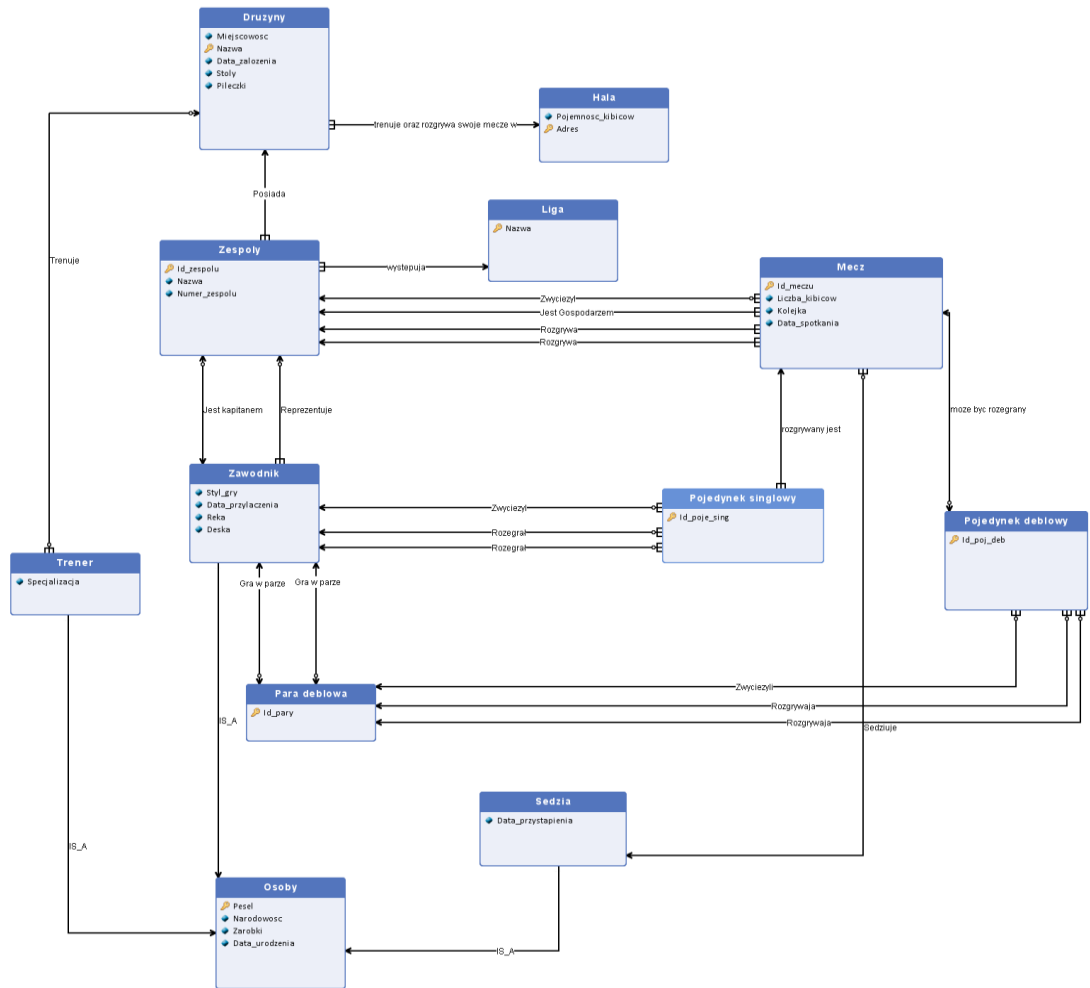 Druzyny
Miejscowosc
Nazwa
Data_zalozenia
Stoly
Pileczki
Hala
Pojemnosc_kibicow
Adres
trenuje oraz rozgrywa swoje mecze w
Posiada
Trenuje
Liga
Nazwa
Zespoly
Id_zespolu
Nazwa
Numer_zespolu
wystepuja
Mecz
Id_meczu
Liczba_kibicow
Kolejka
Data_spotkania
Zwyciezyl
Jest Gospodarzem
Rozgrywa
Rozgrywa
Jest kapitanem
Reprezentuje
rozgrywany jest
moze byc rozegrany
Zawodnik
Styl_gry
Data_przylaczenia
Reka
Deska
Zwyciezyl
Rozegral
Rozegral
Pojedynek singlowy
Id_poje_sing
Pojedynek deblowy
Id_poj_deb
Trener
Specjalizacja
Gra w parze
Gra w parze
Para deblowa
Id_pary
Zwyciezyli
Rozgrywaja
Rozgrywaja
IS_A
Sedziuje
Sedzia
Data_przystapienia
IS_A
Osoby
Pesel
Narodowosc
Zarobki
Data_urodzenia
IS_A